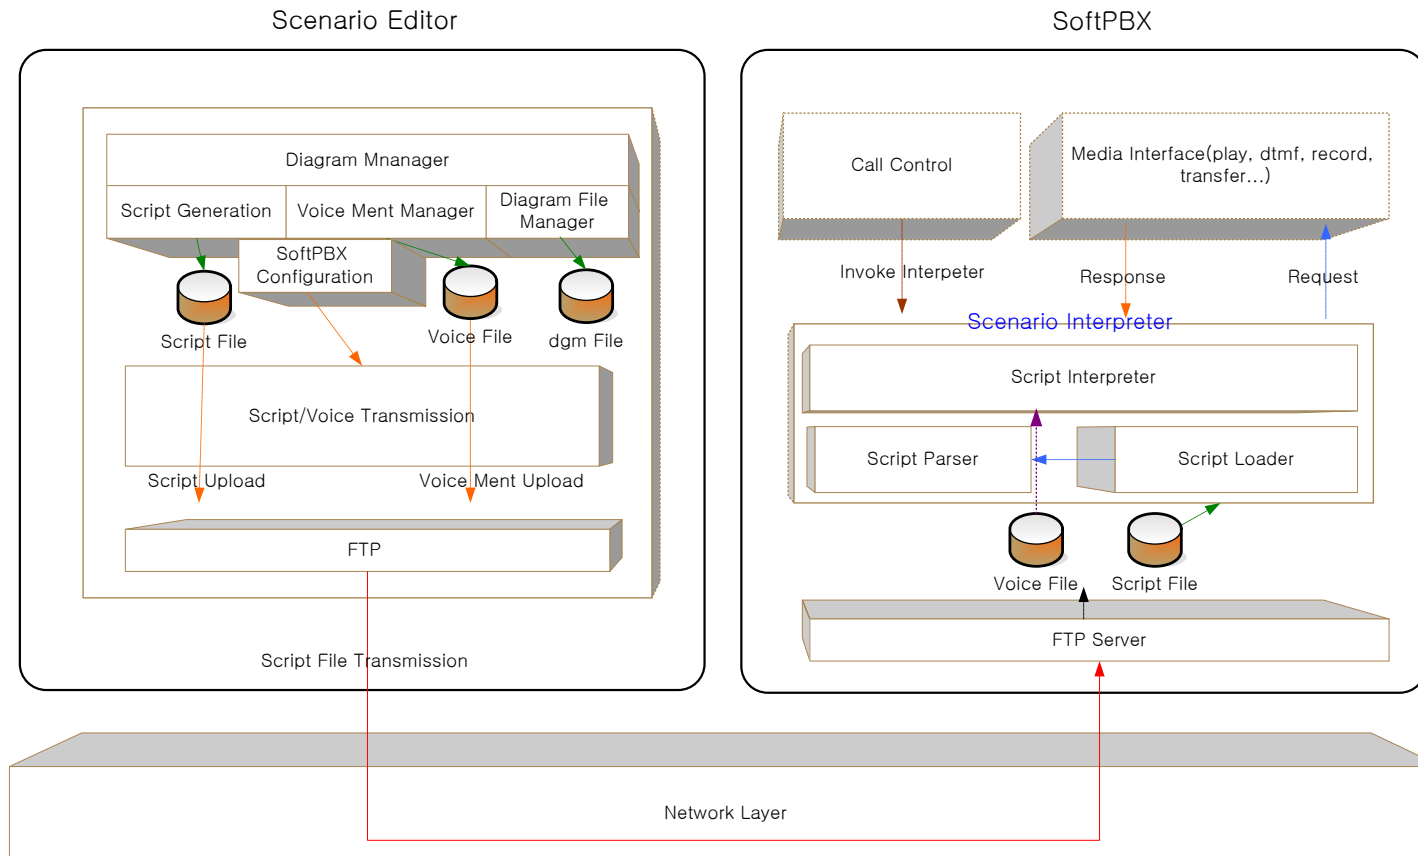 Scenario Editor
SoftPBX
Diagram Mnanager
Script Generation
Voice Ment Manager
Diagram File
Manager
SoftPBX
Configuration
Script File
Voice File
dgm File
Script/Voice Transmission
Script Upload
Voice Ment Upload
FTP
Script File Transmission
Call Control
Media Interface(play, dtmf, record,
transfer...)
Invoke Interpeter
Response
Request
Scenario Interpreter
Script Interpreter
Script Parser
Script Loader
Voice File
Script File
FTP Server
Network Layer